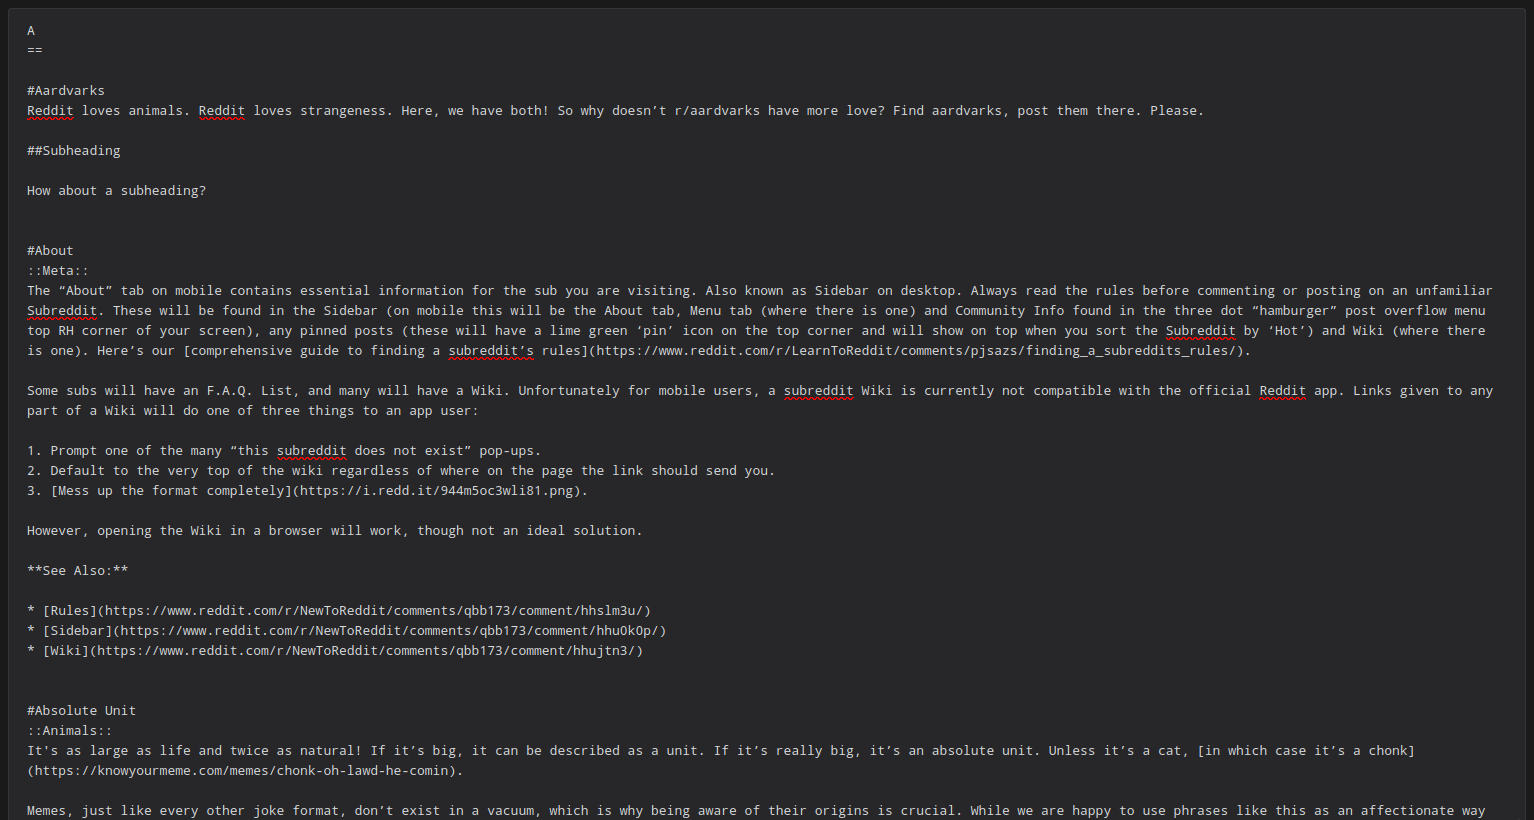 A
==
#Aardvarks
Reddit loves animals. Reddit loves strangeness. Here, we have both! So why doesn’t r/aardvarks have more love? Find aardvarks, post them there. Please.
##Subheading
How about a subheading?
#About
::Meta::
The “About” tab on mobile contains essential information for the sub you are visiting. Also known as Sidebar on desktop. Always read the rules before commenting or posting on an unfamiliar
Subreddit. These will be found in the Sidebar (on mobile this will be the About tab, Menu tab (where there is one) and Community Info found in the three dot “hamburger” post overflow menu
top RH corner of your screen), any pinned posts (these will have a lime green ‘pin’ icon on the top corner and will show on top when you sort the Subreddit by ‘Hot’) and Wiki (where there
is one). Here’s our [comprehensive guide to finding a subreddit’s rules](https://www.reddit.com/r/LearnToReddit/comments/pjsazs/finding_a_subreddits_rules/).
Some subs will have an F.A.Q. List, and many will have a Wiki. Unfortunately for mobile users, a subreddit Wiki is currently not compatible with the official Reddit app. Links given to any
part of a Wiki will do one of three things to an app user:
1. Prompt one of the many “this subreddit does not exist” pop-ups.
2. Default to the very top of the wiki regardless of where on the page the link should send you.
3. [Mess up the format completely](https://i.redd.it/944m5oc3wli81.png).
However, opening the Wiki in a browser will work, though not an ideal solution.
**See Also:**
* [Rules](https://www.reddit.com/r/NewToReddit/comments/qbb173/comment/hhslm3u/)
* [Sidebar](https://www.reddit.com/r/NewToReddit/comments/qbb173/comment/hhu0k0p/)
* [Wiki](https://www.reddit.com/r/NewToReddit/comments/qbb173/comment/hhujtn3/)
#Absolute Unit
::Animals::
It's as large as life and twice as natural! If it’s big, it can be described as a unit. If it’s really big, it’s an absolute unit. Unless it’s a cat, [in which case it’s a chonk]
(https://knowyourmeme.com/memes/chonk-oh-lawd-he-comin).
Memes, just like every other joke format, don’t exist in a vacuum, which is why being aware of their origins is crucial. While we are happy to use phrases like this as an affectionate way